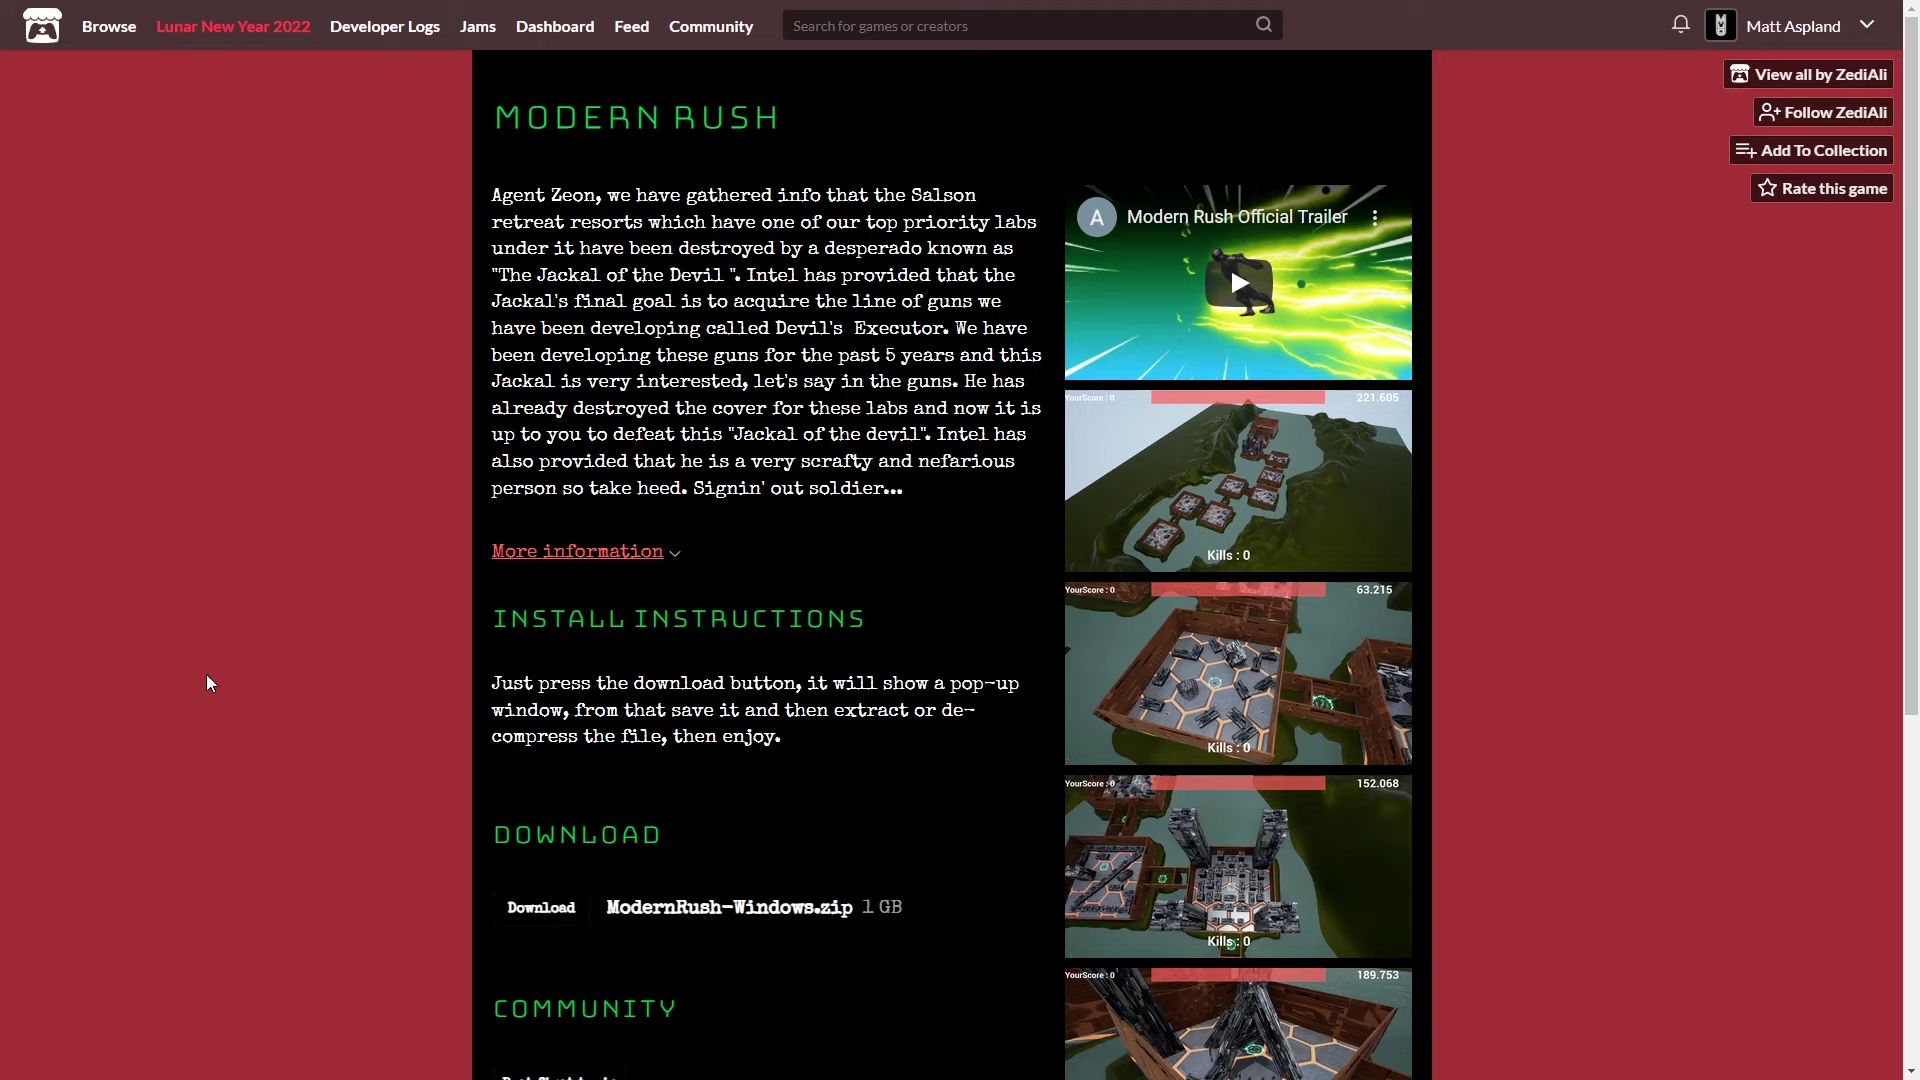 Browse Lunar New Year 2022 Developer Logs Jams Dashboard Feed Community Search for games or creators Matt Aspland
View all by ZediAli
Follow ZediAli
Add To Collection
Rate this game
MODERN RUSH
Agent Zeon, we have gathered info that the Salson
retreat resorts which have one of our top priority labs
under it have been destroyed by a desperado known as
"The Jackal of the Devil ". Intel has provided that the
Jackal's final goal is to acquire the line of guns we
have been developing called Devil's  Executor. We have
been developing these guns for the past 5 years and this
Jackal is very interested, let's say in the guns. He has
already destroyed the cover for these labs and now it is
up to you to defeat this "Jackal of the devil". Intel has
also provided that he is a very scrafty and nefarious
person so take heed. Signin' out soldier...
More information
INSTALL INSTRUCTIONS
Just press the download button, it will show a pop-up
window, from that save it and then extract or de-
compress the file, then enjoy.
DOWNLOAD
Download ModernRush-Windows.zip 1 GB
COMMUNITY
A Modern Rush Official Trailer
YourScore : 0 221.605
Kills : 0
YourScore : 0 63.215
Kills : 0
YourScore : 0 152.068
Kills : 0
YourScore : 0 189.753